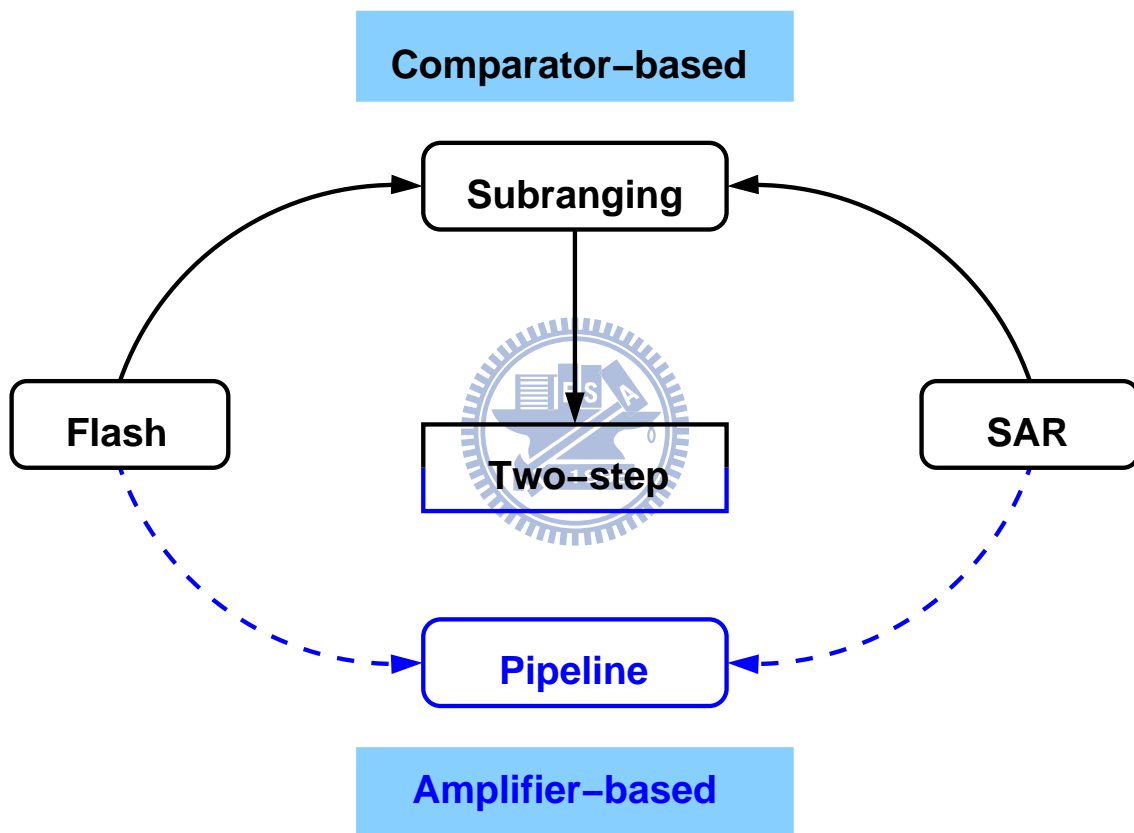 Comparator−based
Subranging
Flash
SAR
Two−step
Pipeline
Amplifier−based